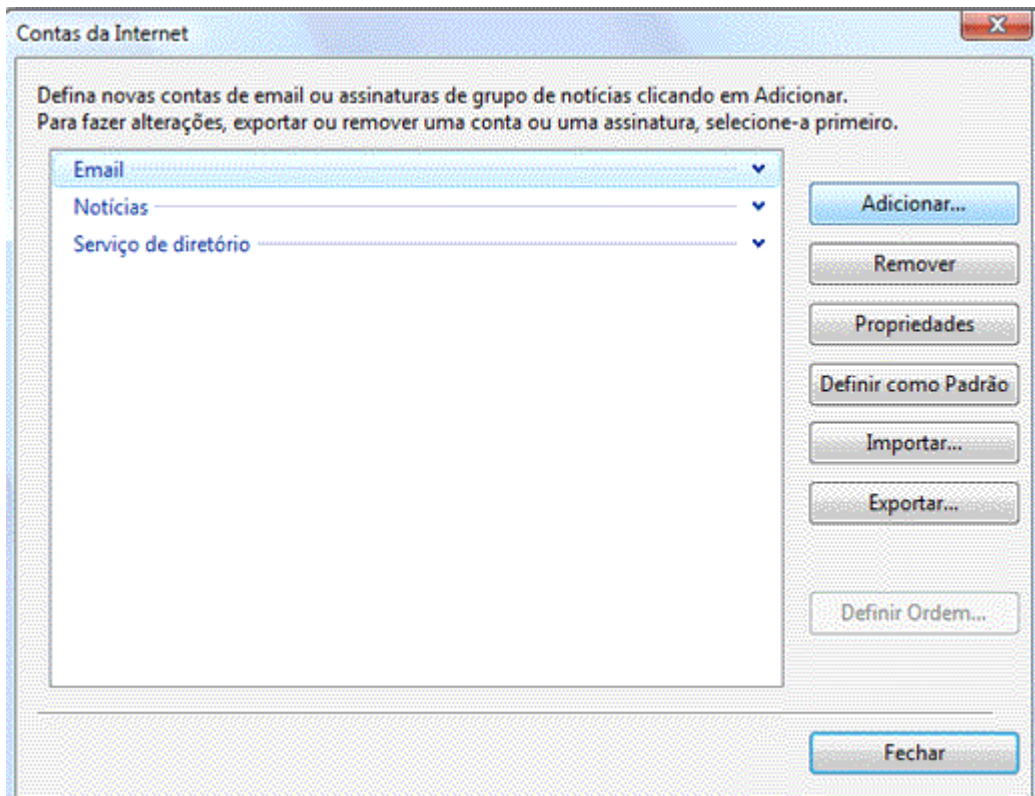 Contas da Internet
Defina novas contas de email ou assinaturas de grupo de notícias clicando em Adicionar.
Para fazer alterações, exportar ou remover uma conta ou uma assinatura, selecione-a primeiro.
Email
Notícias
Serviço de diretório
Adicionar...
Remover
Propriedades
Definir como Padrão
Importar...
Exportar...
Definir Ordem...
Fechar